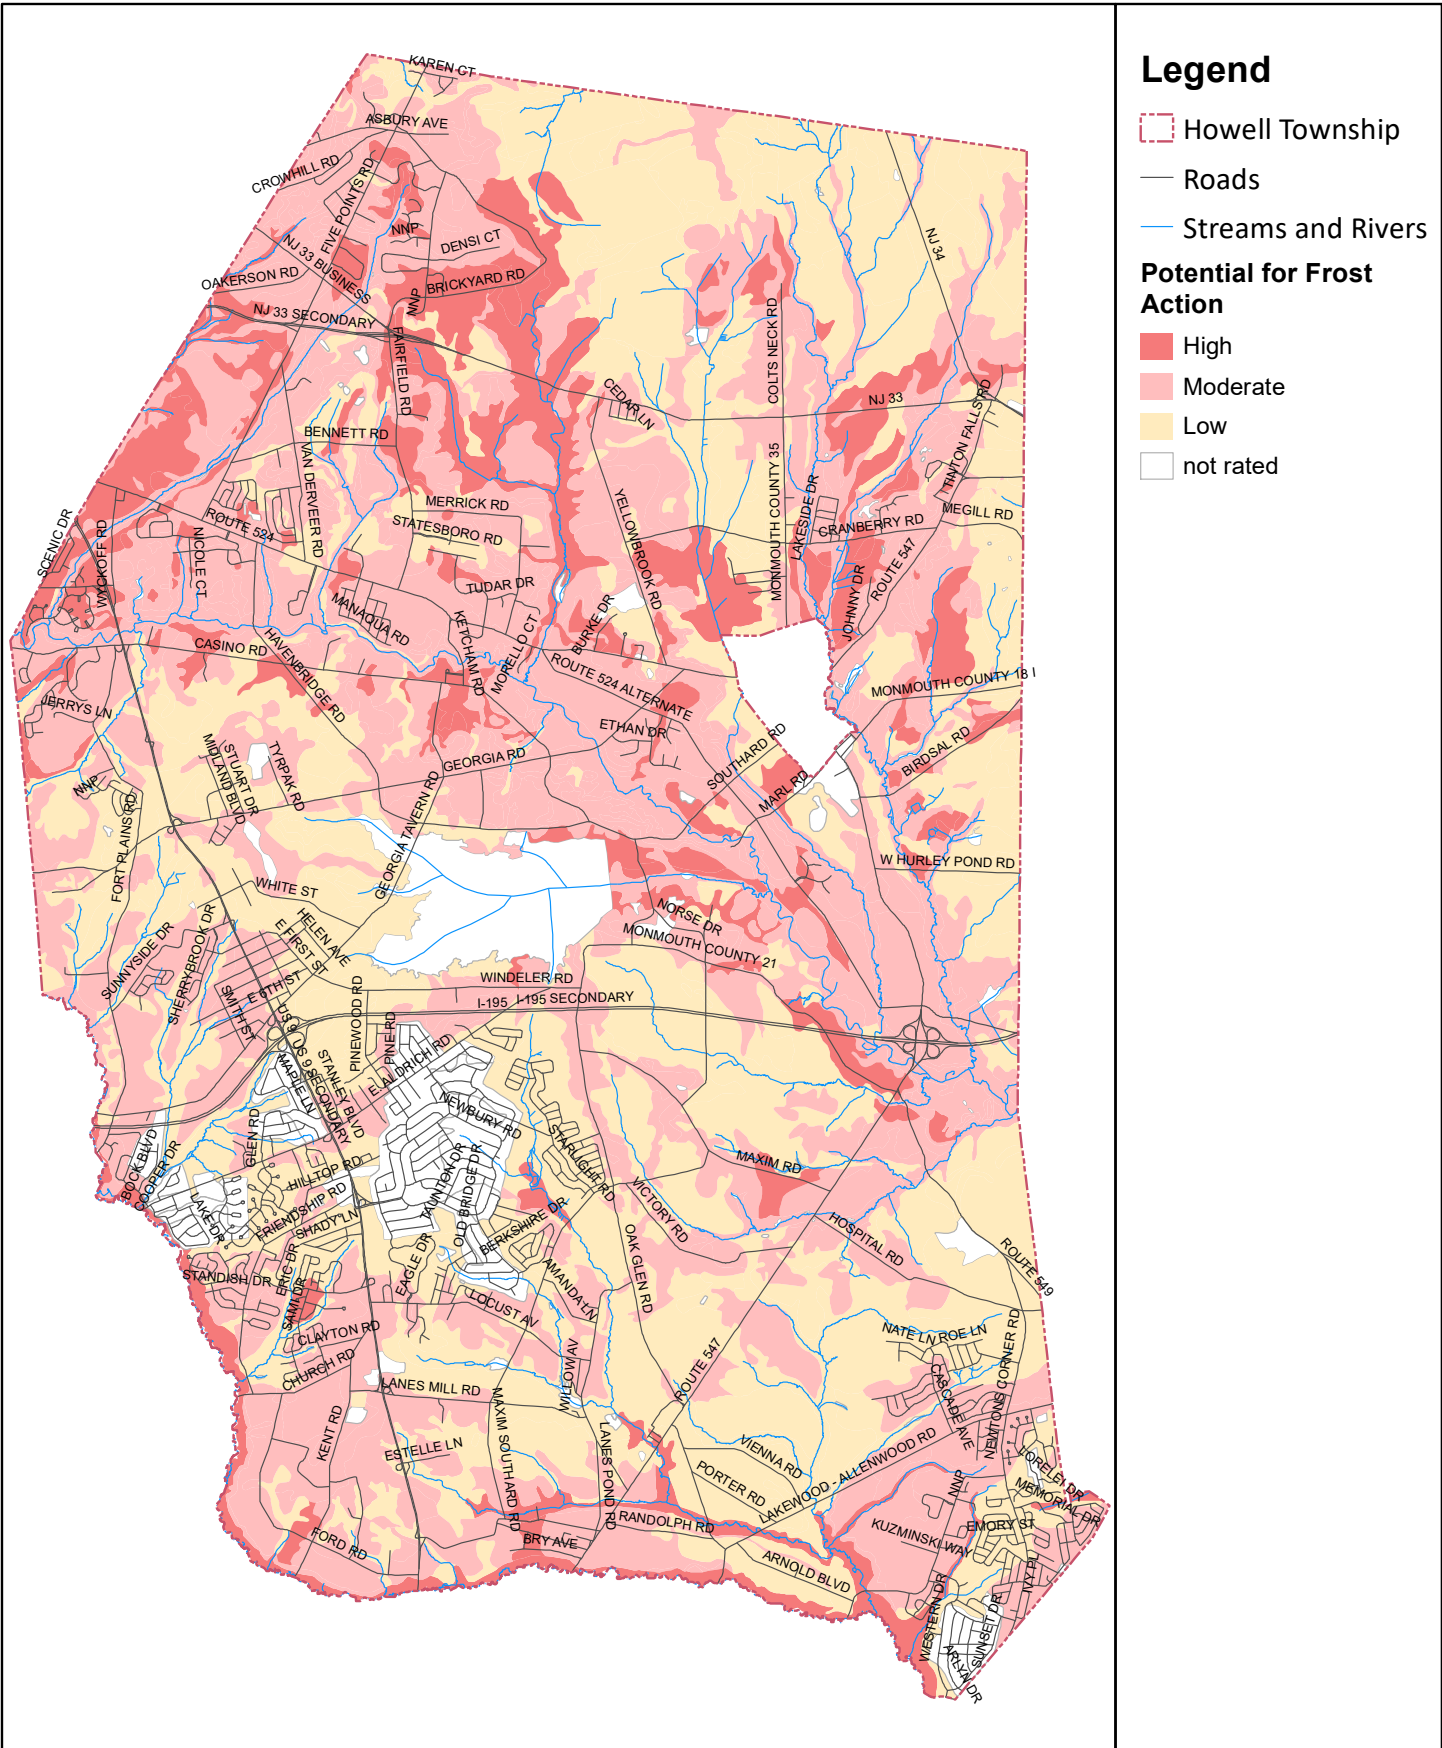 Legend
Howell Township
Roads
Streams and Rivers
Potential for Frost
Action
High
Moderate
Low
not rated
KAREN CT
ASBURY AVE
CROWHILL RD
FIVE POINTS RD
NNP
DENSI CT
NJ 33 BUSINESS
OAKERSON RD
BRICKYARD RD
NNP
NJ 33 SECONDARY
FAIRFIELD RD
NJ 34
COLTS NECK RD
CEDAR LN
NJ 33
TINTON FALLS RD
BENNETT RD
VAN DERVEER RD
MONMOUTH COUNTY 35
LAKESIDE DR
MERRICK RD
STATESBORO RD
YELLOWBROOK RD
CRANBERRY RD
MEGILL RD
SCENIC DR
WYCKOFF RD
NICOLE CT
ROUTE 524
ROUTE 547
TUDAR DR
MANAQUA RD
JOHNNY DR
BURKE DR
KETCHAM RD
MORELLO CT
CASINO RD
HAVENBRIDGE RD
ROUTE 524 ALTERNATE
MONMOUTH COUNTY 18 I
JERRYS LN
ETHAN DR
GEORGIA RD
SOUTHARD RD
BIRDSAL RD
MIDLAND BLVD
STUART DR
TYRPAK RD
MARL RD
NNP
FORT PLAINS RD
GEORGIA TAVERN RD
W HURLEY POND RD
WHITE ST
NORSE DR
MONMOUTH COUNTY 21
HELEN AVE
E FIRST ST
SUNNYSIDE DR
SHERRYBROOK DR
E 6TH ST
SMITH ST
WINDELER RD
I-195
I-195 SECONDARY
PINEWOOD RD
PINE RD
US 9
US 9 SECONDARY
STANLEY BLVD
MAPLE LN
E ALDRICH RD
NEWBURY RD
GLEN RD
BOCK BLVD
COOPER DR
HILLTOP RD
TAUNTON DR
OLD BRIDGE DR
STARLIGHT RD
MAXIM RD
LAKE DR
FRIENDSHIP RD
SHADY LN
BERKSHIRE DR
VICTORY RD
HOSPITAL RD
ROUTE 549
STANDISH DR
ERIC DR
SAMI DR
EAGLE DR
AMANDA LN
OAK GLEN RD
LOCUST AV
CLAYTON RD
CHURCH RD
NATE LN
ROE LN
NEWTONS CORNER RD
CASCADE AVE
WILLOW AV
ROUTE 547
LANES MILL RD
KENT RD
MAXIM SOUTHARD RD
ESTELLE LN
LANES POND RD
VIENNA RD
PORTER RD
LAKEWOOD - ALLENWOOD RD
NNP
LORELEI DR
MEMORIAL DR
RANDOLPH RD
EMORY ST
KUZMINSKI WAY
FORD RD
BRY AVE
ARNOLD BLVD
IVY PL
WESTERN DR
SUNSET DR
ARLYN DR